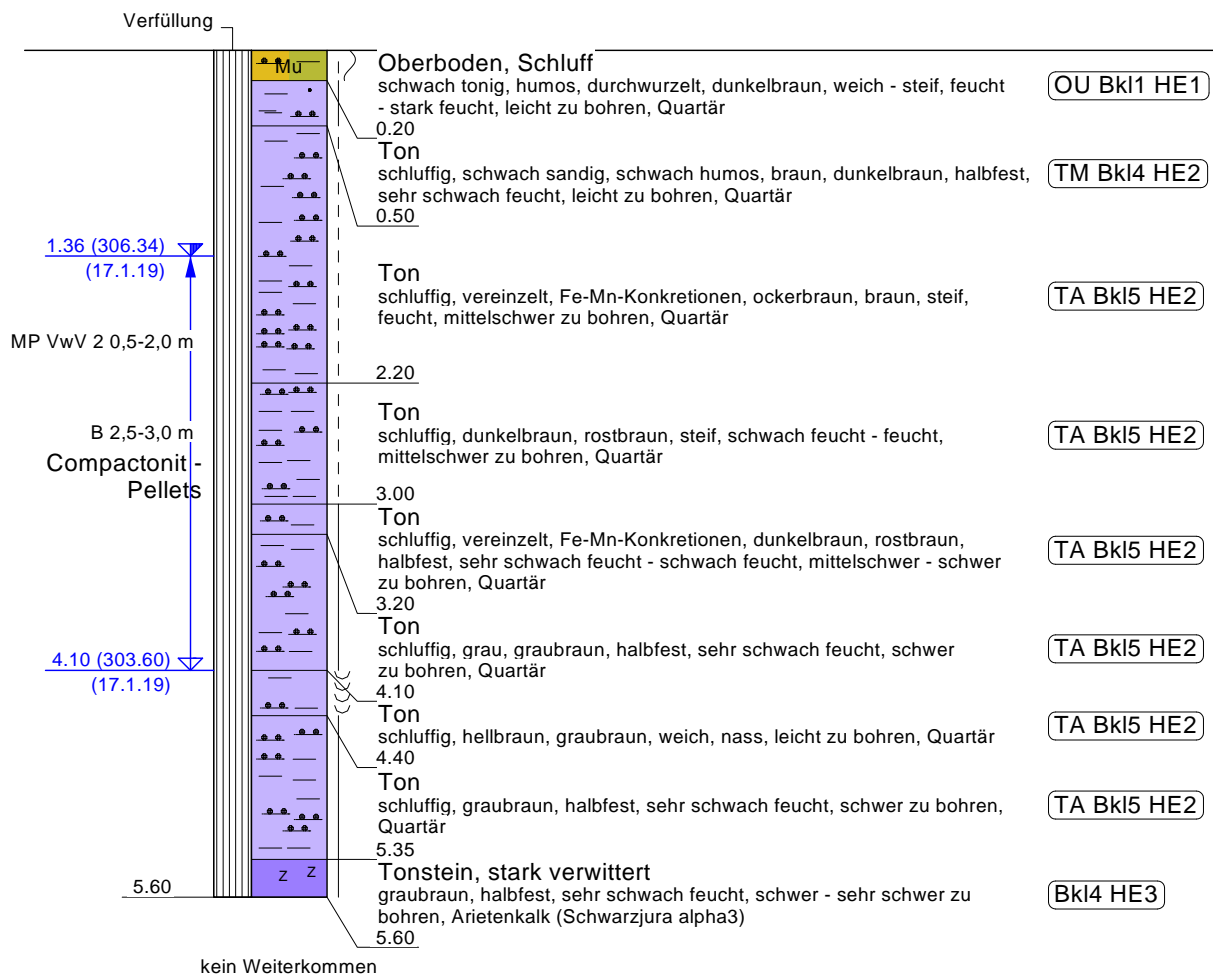 Verfüllung
Mu
Oberboden, Schluff
schwach tonig, humos, durchwurzelt, dunkelbraun, weich - steif, feucht
- stark feucht, leicht zu bohren, Quartär
OU Bkl1 HE1
0.20
Ton
schluffig, schwach sandig, schwach humos, braun, dunkelbraun, halbfest,
sehr schwach feucht, leicht zu bohren, Quartär
TM Bkl4 HE2
0.50
1.36 (306.34)
(17.1.19)
Ton
schluffig, vereinzelt, Fe-Mn-Konkretionen, ockerbraun, braun, steif,
feucht, mittelschwer zu bohren, Quartär
TA Bkl5 HE2
MP VwV 2 0,5-2,0 m
2.20
Ton
schluffig, dunkelbraun, rostbraun, steif, schwach feucht - feucht,
mittelschwer zu bohren, Quartär
TA Bkl5 HE2
B 2,5-3,0 m
Compactonit -
Pellets
3.00
Ton
schluffig, vereinzelt, Fe-Mn-Konkretionen, dunkelbraun, rostbraun,
halbfest, sehr schwach feucht - schwach feucht, mittelschwer - schwer
zu bohren, Quartär
TA Bkl5 HE2
3.20
Ton
schluffig, grau, graubraun, halbfest, sehr schwach feucht, schwer
zu bohren, Quartär
TA Bkl5 HE2
4.10 (303.60)
(17.1.19)
4.10
Ton
schluffig, hellbraun, graubraun, weich, nass, leicht zu bohren, Quartär
TA Bkl5 HE2
4.40
Ton
schluffig, graubraun, halbfest, sehr schwach feucht, schwer zu bohren,
Quartär
TA Bkl5 HE2
5.35
Tonstein, stark verwittert
graubraun, halbfest, sehr schwach feucht, schwer - sehr schwer zu
bohren, Arietenkalk (Schwarzjura alpha3)
Bkl4 HE3
z z
5.60
5.60
kein Weiterkommen